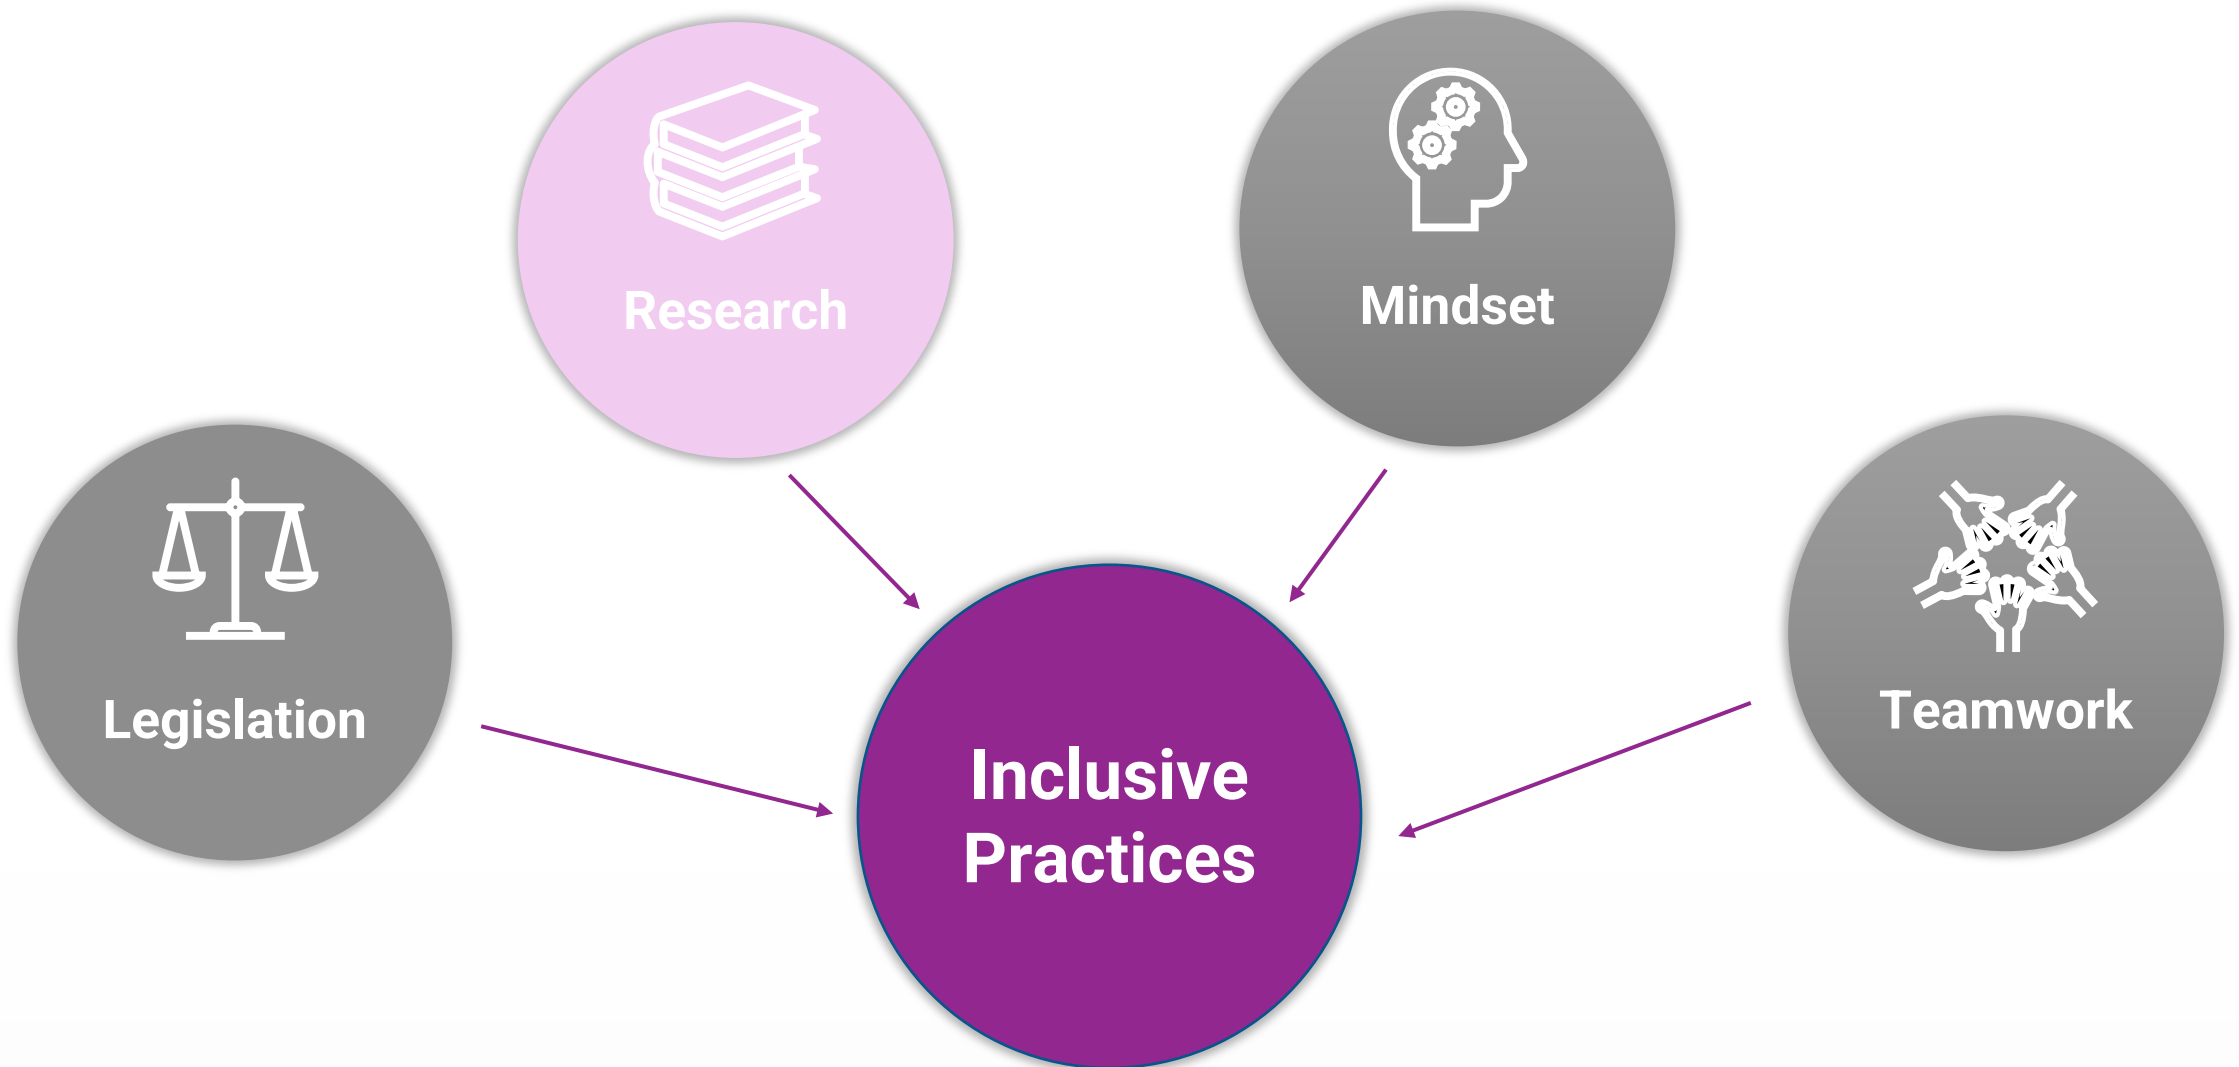 Research
Mindset
Legislation
Teamwork
Inclusive
Practices